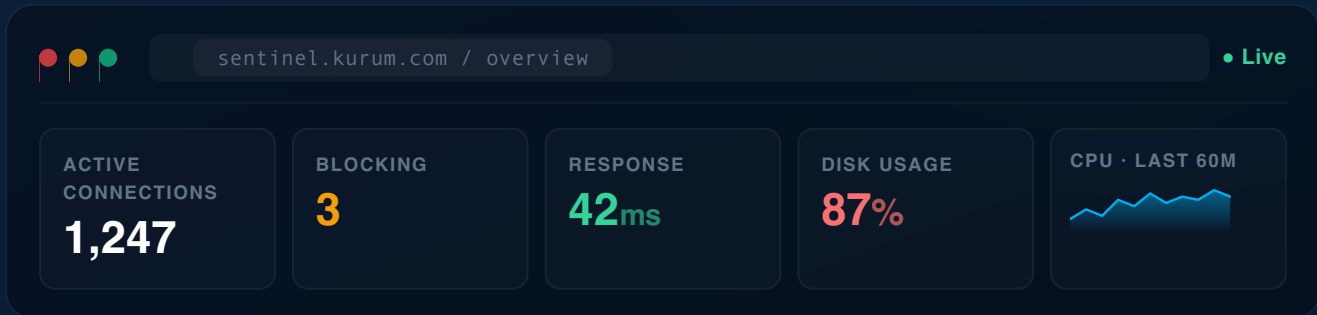 sentinel.kurum.com / overview
● Live
ACTIVE
CONNECTIONS
1,247
BLOCKING
3
RESPONSE
42ms
DISK USAGE
87%
CPU · LAST 60M